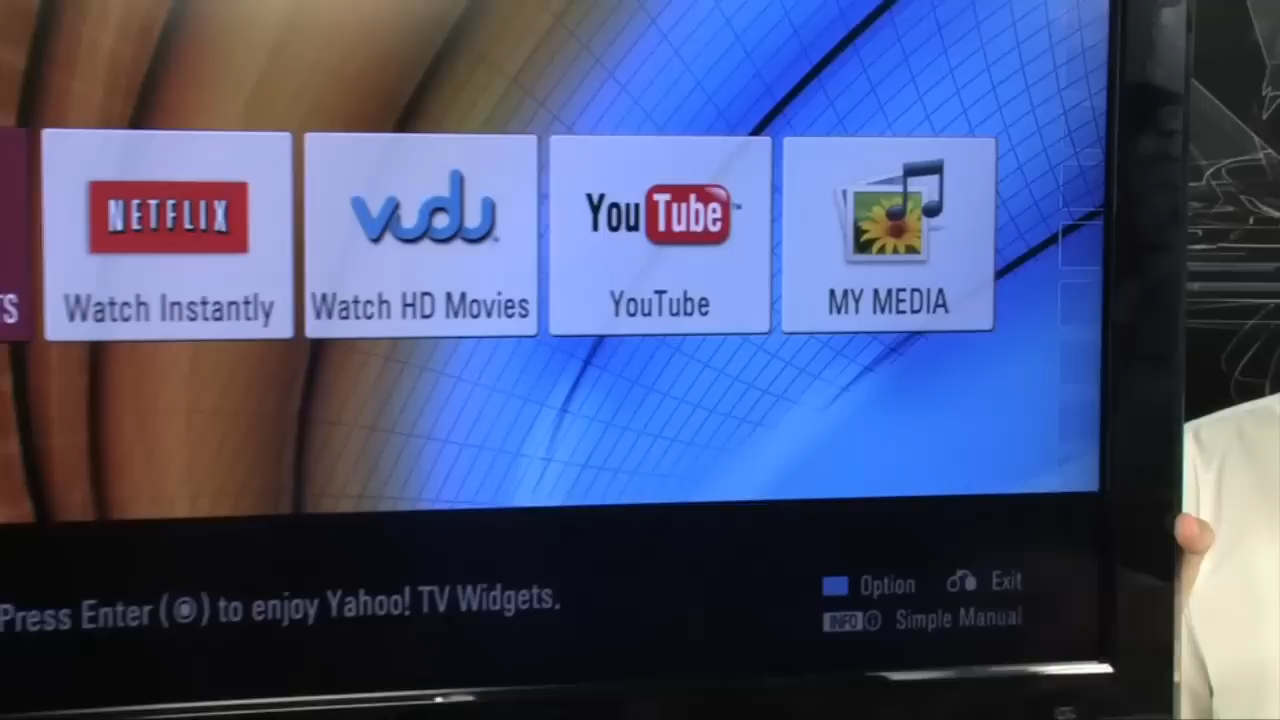 TS
NETFLIX
Watch Instantly
vudu
Watch HD Movies
YouTube™
YouTube
MY MEDIA
Press Enter (◉) to enjoy Yahoo! TV Widgets.
Option Exit
INFO ⓘ Simple Manual